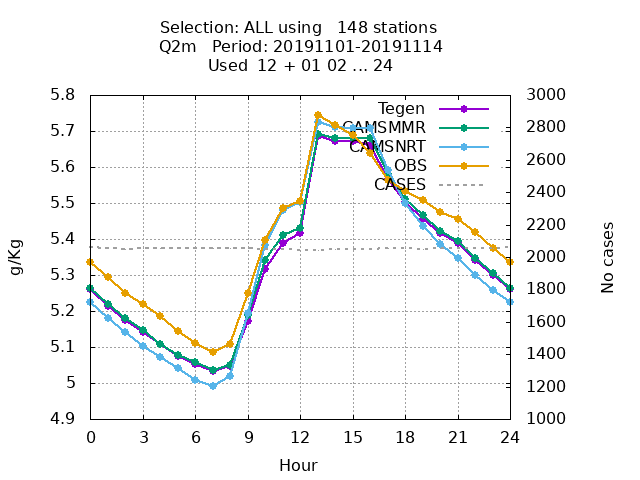 Selection: ALL using   148 stations
Q2m   Period: 20191101-20191114
Used  12 + 01 02 ... 24
5.8
5.7
5.6
5.5
5.4
5.3
5.2
5.1
5
4.9
g/Kg
3000
2800
2600
2400
2200
2000
1800
1600
1400
1200
1000
No cases
Tegen
CAMSMMR
CAMSNRT
OBS
CASES
0 3 6 9 12 15 18 21 24
Hour